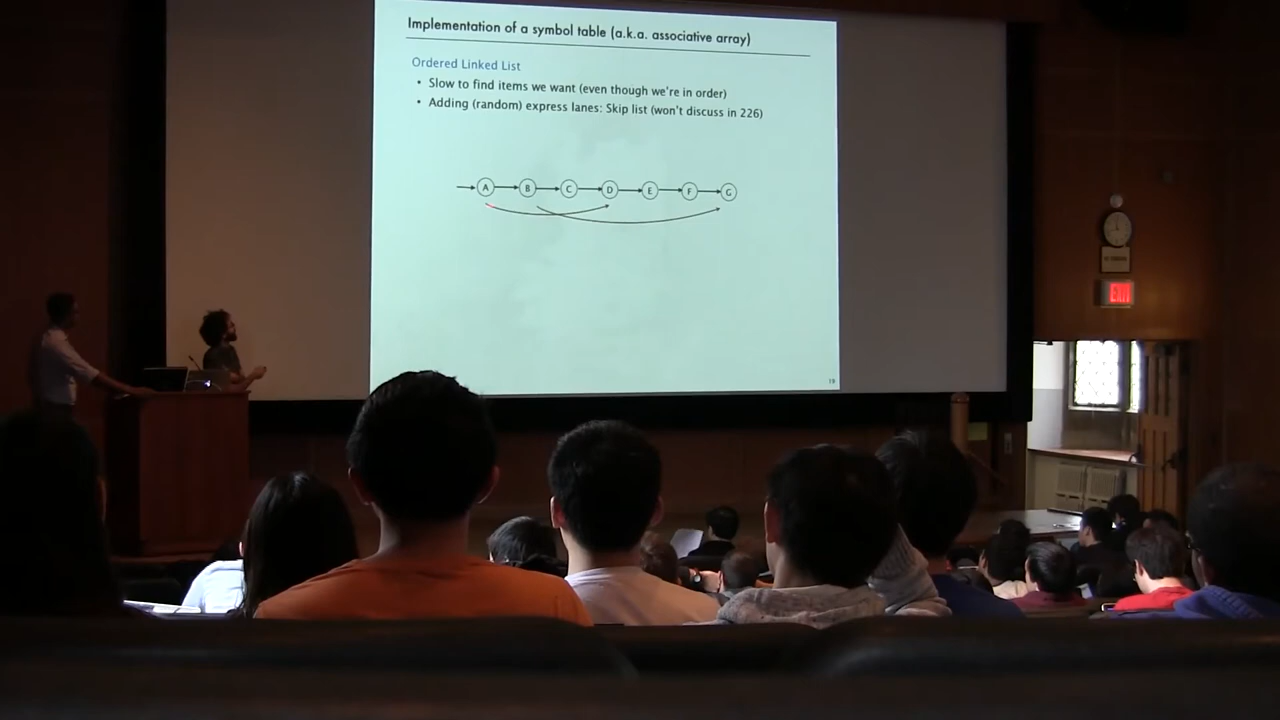 Implementation of a symbol table (a.k.a. associative array)
Ordered Linked List
• Slow to find items we want (even though we're in order)
• Adding (random) express lanes: Skip list (won't discuss in 226)
A B C D E F G
19
EXIT